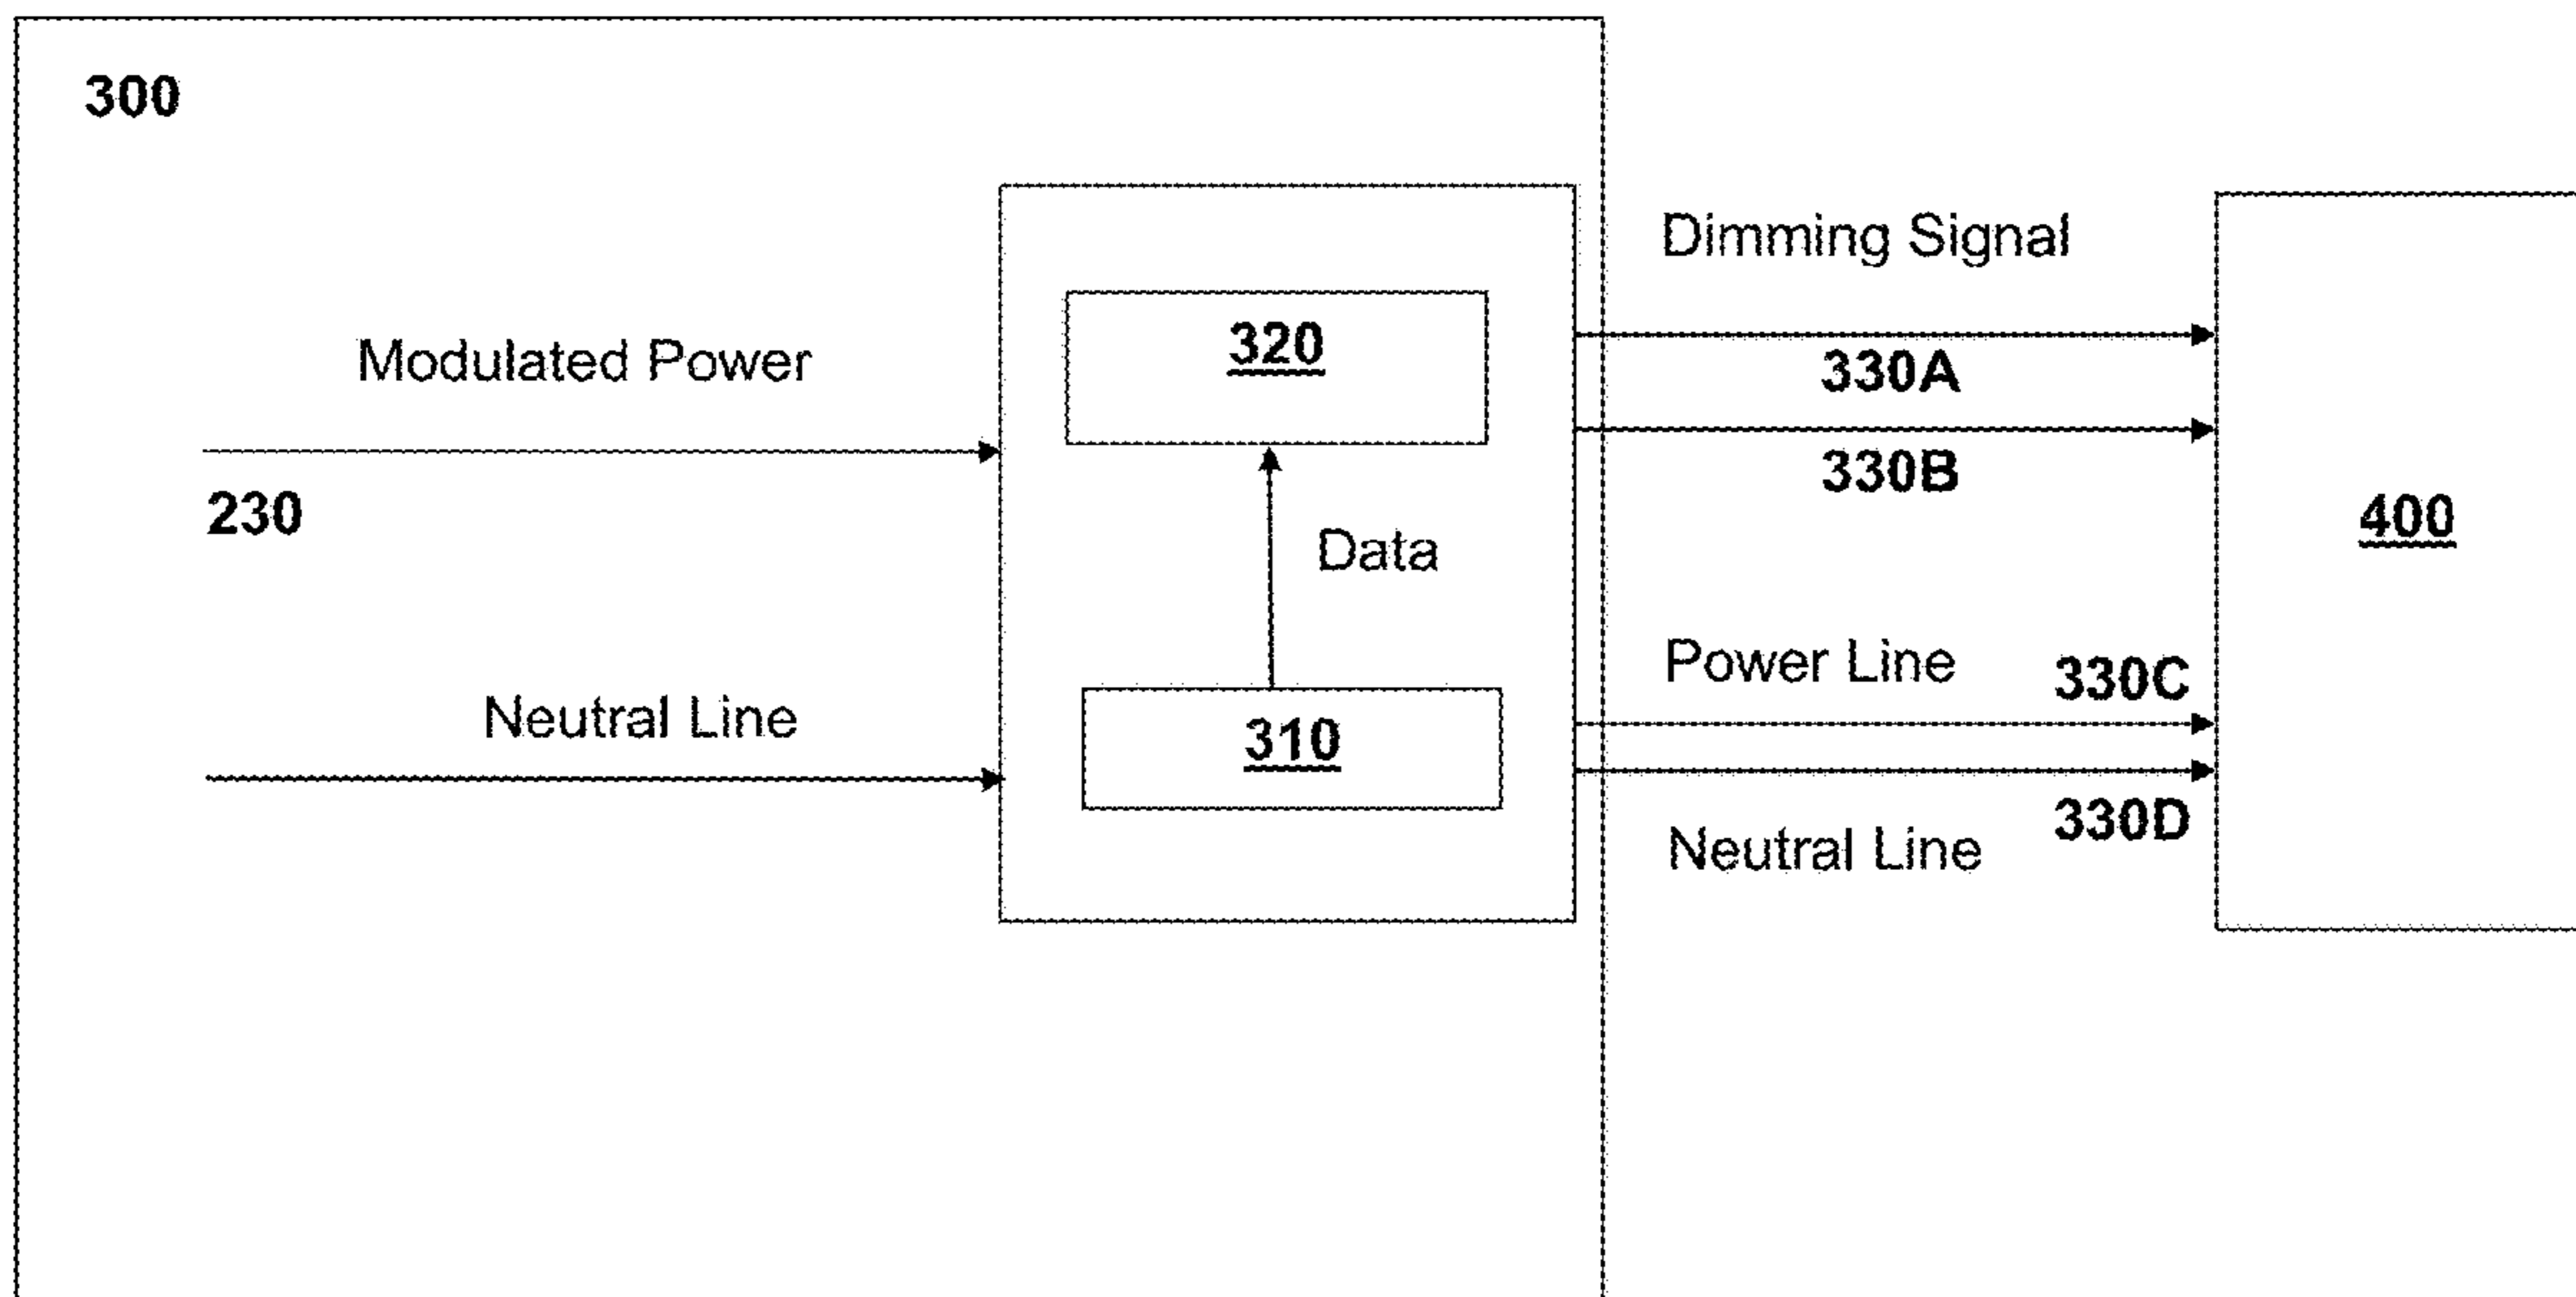 300
Modulated Power
230
Neutral Line
320
Data
310
Dimming Signal
330A
330B
Power Line
330C
330D
Neutral Line
400